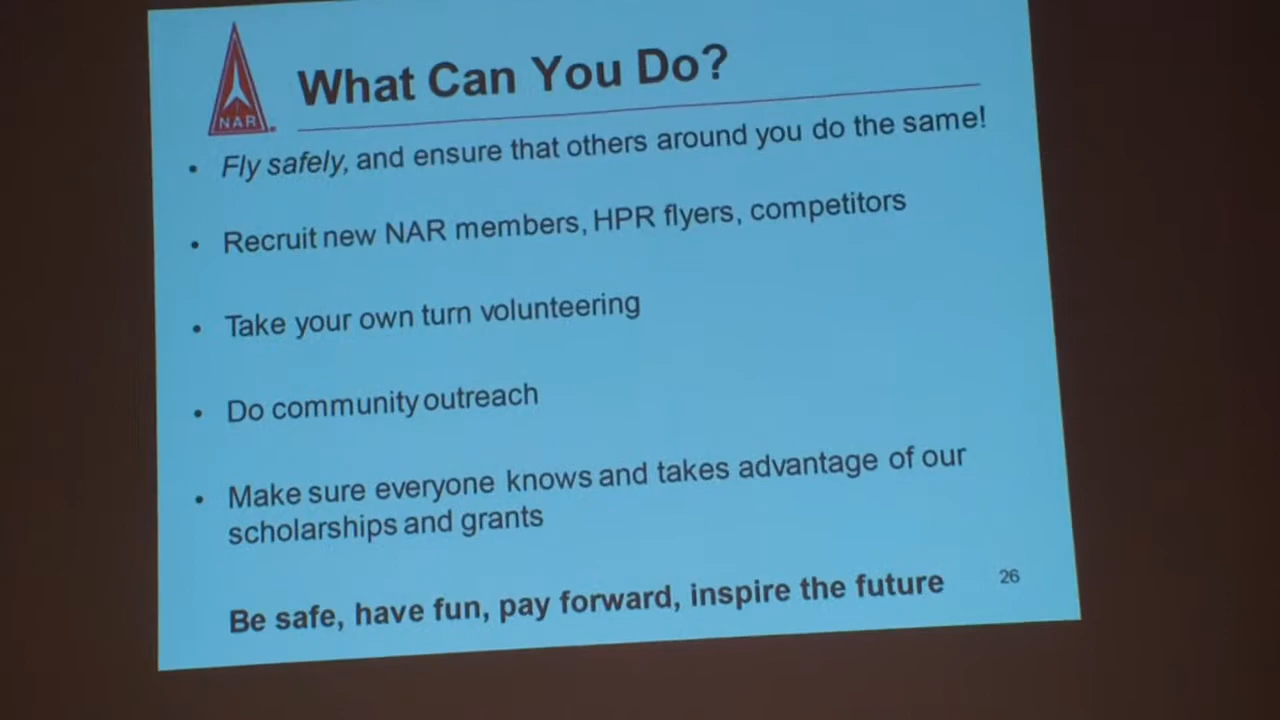 NAR
What Can You Do?
• Fly safely, and ensure that others around you do the same!
• Recruit new NAR members, HPR flyers, competitors
• Take your own turn volunteering
• Do community outreach
• Make sure everyone knows and takes advantage of our
scholarships and grants
Be safe, have fun, pay forward, inspire the future
26